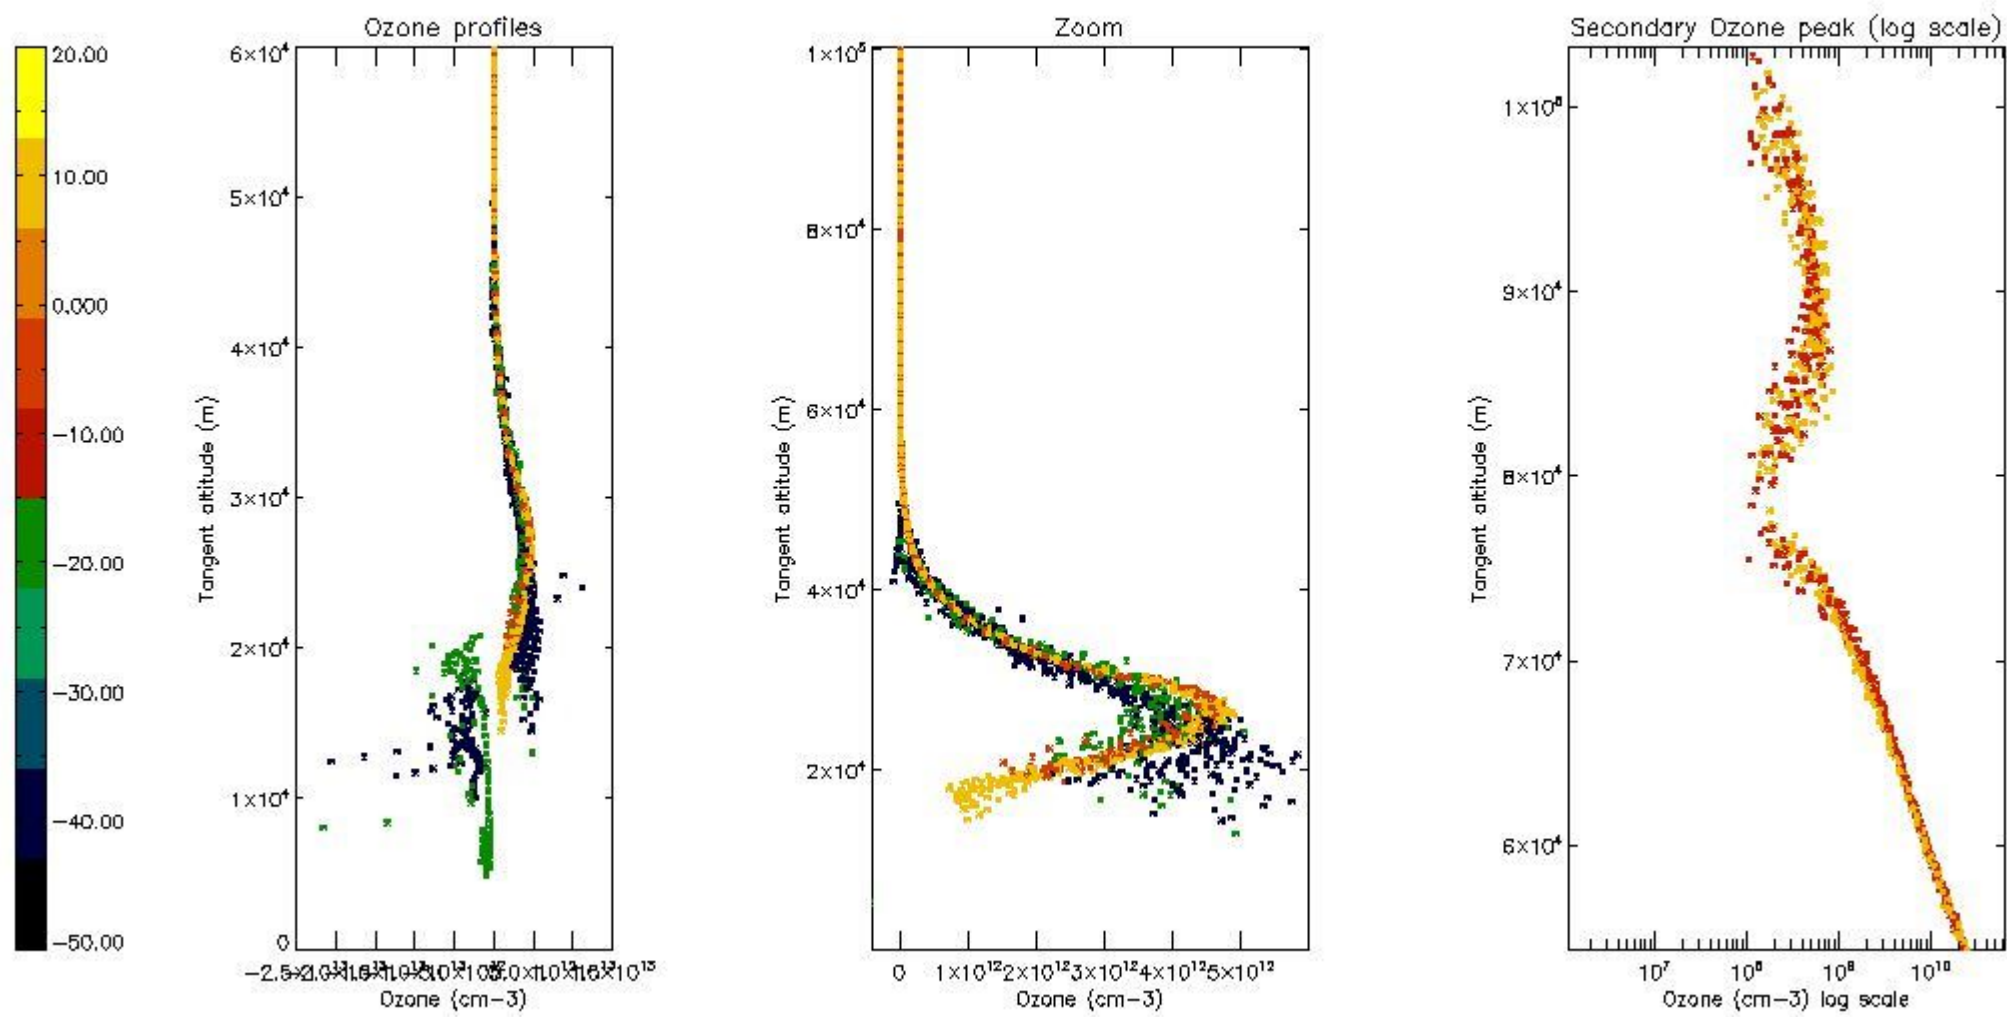 Ozone profiles
Zoom
Secondary Ozone peak (log scale)
20.00
10.00
0.000
-10.00
-20.00
-30.00
-40.00
-50.00
6×10⁴
5×10⁴
4×10⁴
3×10⁴
2×10⁴
1×10⁴
0
Tangent altitude (m)
Ozone (cm-3)
1×10⁵
8×10⁴
6×10⁴
4×10⁴
2×10⁴
Tangent altitude (m)
0 1×10¹² 2×10¹² 3×10¹² 4×10¹² 5×10¹²
Ozone (cm-3)
9×10⁴
8×10⁴
7×10⁴
6×10⁴
Tangent altitude (m)
10⁷ 10⁸ 10⁹ 10¹⁰
Ozone (cm-3) log scale